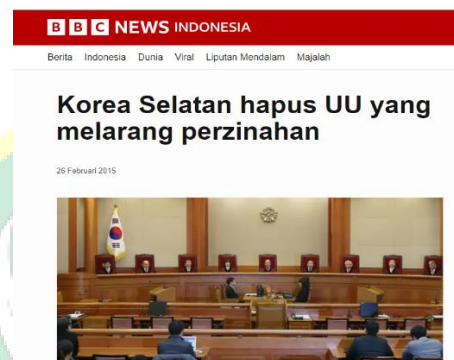 BBC NEWS INDONESIA
Berita Indonesia Dunia Viral Liputan Mendalam Majalah
Korea Selatan hapus UU yang
melarang perzinahan
26 Februari 2015